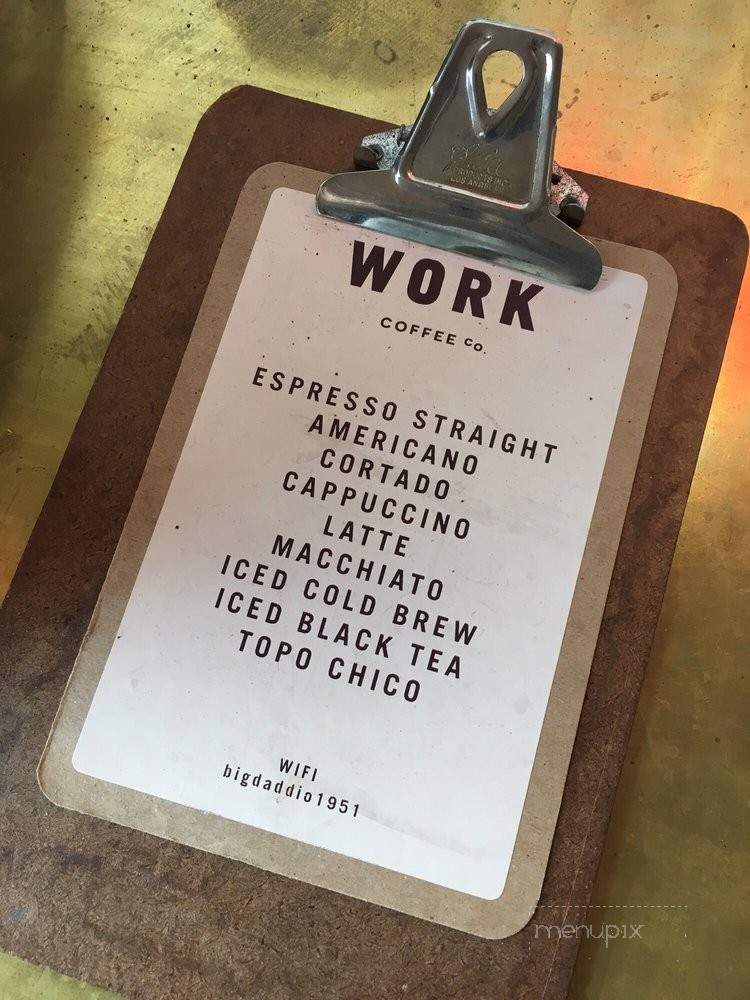 WORK
COFFEE Co.
ESPRESSO STRAIGHT
AMERICANO
CORTADO
CAPPUCCINO
LATTE
MACCHIATO
ICED COLD BREW
ICED BLACK TEA
TOPO CHICO
WIFI
bigdaddio1951
menupix